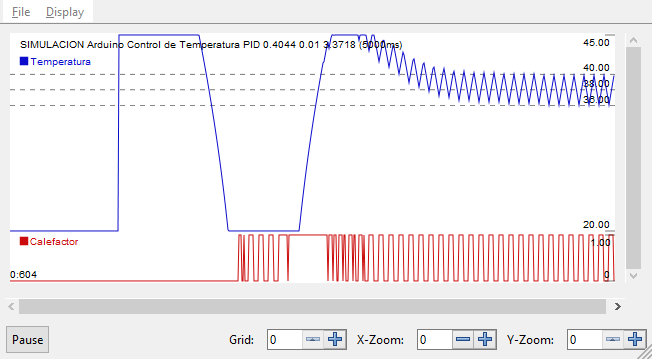 File Display
SIMULACION Arduino Control de Temperatura PID 0.4044 0.01 3.3718 (5000ms)
45.00
Temperatura
40.00
38.00
36.00
20.00
Calefactor
1.00
0:604
0
Pause
Grid: 0
X-Zoom: 0
Y-Zoom: 0